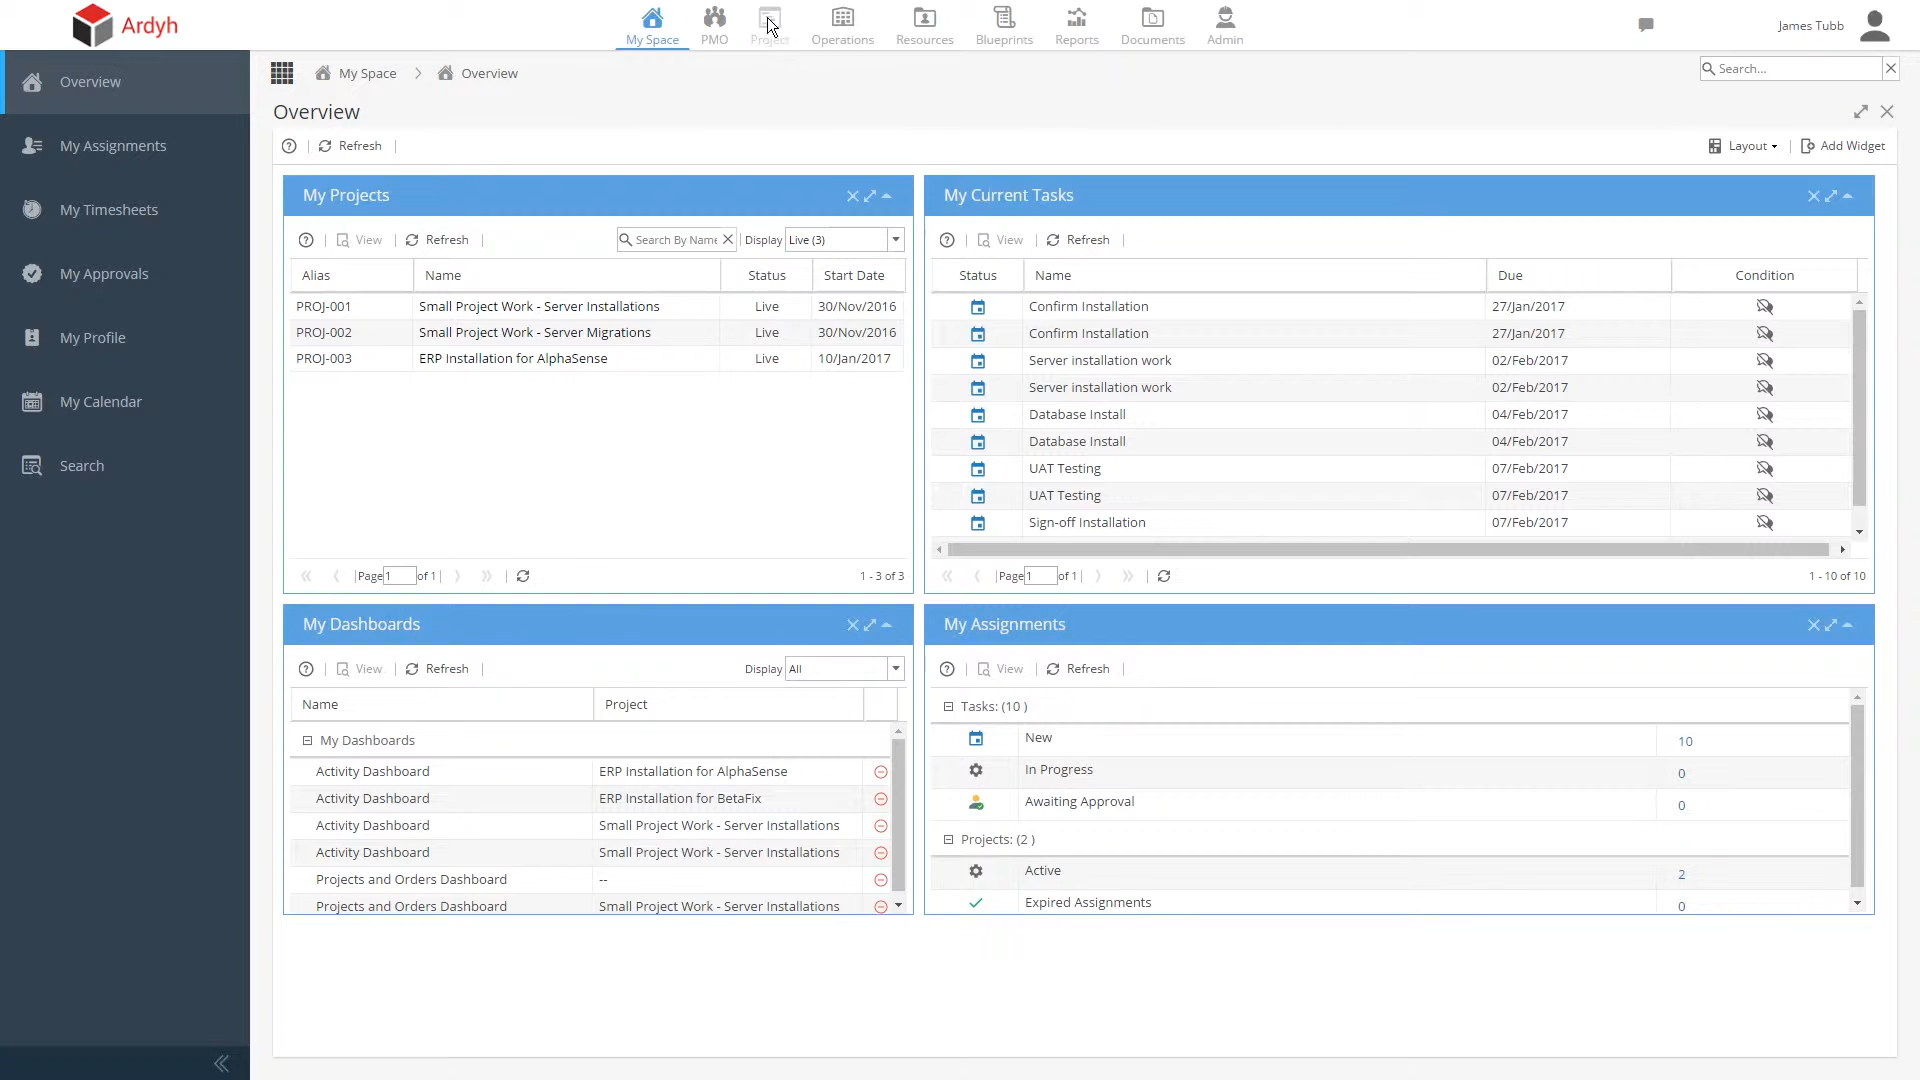 Ardyh
My Space
PMO
Project
Operations
Resources
Blueprints
Reports
Documents
Admin
James Tubb
Overview
My Assignments
My Timesheets
My Approvals
My Profile
My Calendar
Search
My Space Overview
Search...
Overview
Refresh
Layout
Add Widget
My Projects
View Refresh Search By Name Display Live (3)
Alias Name Status Start Date
PROJ-001 Small Project Work - Server Installations Live 30/Nov/2016
PROJ-002 Small Project Work - Server Migrations Live 30/Nov/2016
PROJ-003 ERP Installation for AlphaSense Live 10/Jan/2017
Page 1 of 1 1 - 3 of 3
My Current Tasks
View Refresh
Status Name Due Condition
Confirm Installation 27/Jan/2017
Confirm Installation 27/Jan/2017
Server installation work 02/Feb/2017
Server installation work 02/Feb/2017
Database Install 04/Feb/2017
Database Install 04/Feb/2017
UAT Testing 07/Feb/2017
UAT Testing 07/Feb/2017
Sign-off Installation 07/Feb/2017
Page 1 of 1 1 - 10 of 10
My Dashboards
View Refresh Display All
Name Project
My Dashboards
Activity Dashboard ERP Installation for AlphaSense
Activity Dashboard ERP Installation for BetaFix
Activity Dashboard Small Project Work - Server Installations
Activity Dashboard Small Project Work - Server Installations
Projects and Orders Dashboard --
Projects and Orders Dashboard Small Project Work - Server Installations
My Assignments
View Refresh
Tasks: (10 )
New 10
In Progress 0
Awaiting Approval 0
Projects: (2 )
Active 2
Expired Assignments 0